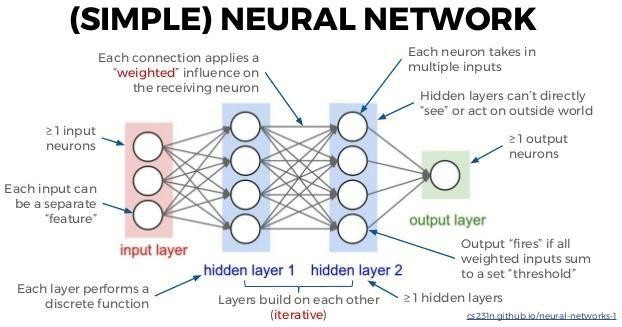 (SIMPLE) NEURAL NETWORK
Each connection applies a
"weighted" influence on
the receiving neuron
Each neuron takes in
multiple inputs
Hidden layers can't directly
"see" or act on outside world
≥1 input
neurons
≥1 output
neurons
Each input can
be a separate
"feature"
input layer
output layer
hidden layer 1
hidden layer 2
Output "fires" if all
weighted inputs sum
to a set "threshold"
Each layer performs a
discrete function
Layers build on each other
(iterative)
≥1 hidden layers
cs231n.github.io/neural-networks-1